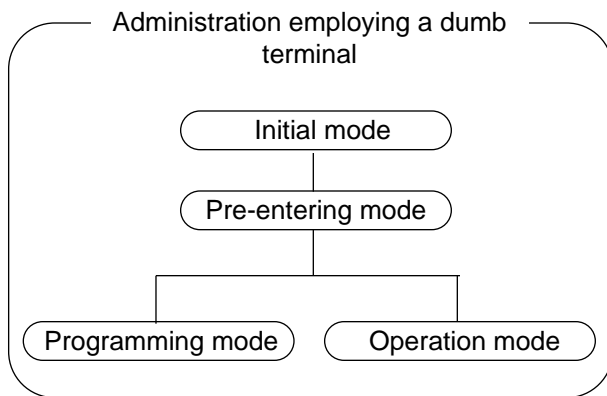 Administration employing a dumb
terminal
Initial mode
Pre-entering mode
Programming mode
Operation mode